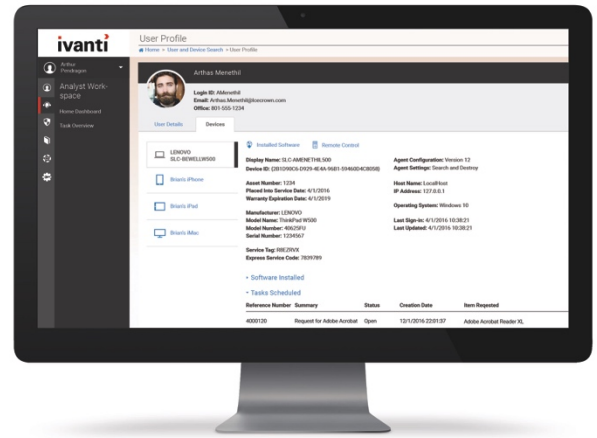 ivanti
User Profile
Home > User and Device Search > User Profile
Arthur
Pendragon
Analyst Work-
space
Home Dashboard
Task Overview
Arthas Menethil
Login ID: AMenethil
Email: Arthas.Menethil@toocrown.com
Office: 801-555-1234
User Details Devices
LENOVO
SLC-BEWELLW500
Brian's iPhone
Brian's iPad
Brian's iMac
Installed Software Remote Control
Display Name: SLC-AMENETHIL500 Agent Configuration: Version 12
Device ID: Agent Settings: Search and
Destroy
Asset Number: 1234 Host Name: LocalHost
Placed Into Service Date: 4/1/2016 IP Address: 127.0.0.1
Warranty Expiration Date: 4/1/2019
Operating System: Windows 10
Manufacturer: LENOVO
Model Name: ThinkPad W500 Last Sign-in: 4/1/2016 10:38:21
Model Number: 40625FU Last Updated: 4/1/2016 10:38:21
Serial Number: 1234567
Service Tag: R8EZRVX
Express Service Code: 7839789
Software Installed
Tasks Scheduled
Reference Number Summary Status Creation Date Item Reqested
4000120 Request for Adobe Acrobat Open 12/1/2016 22:01:37 Adobe Acrobat Reader XL